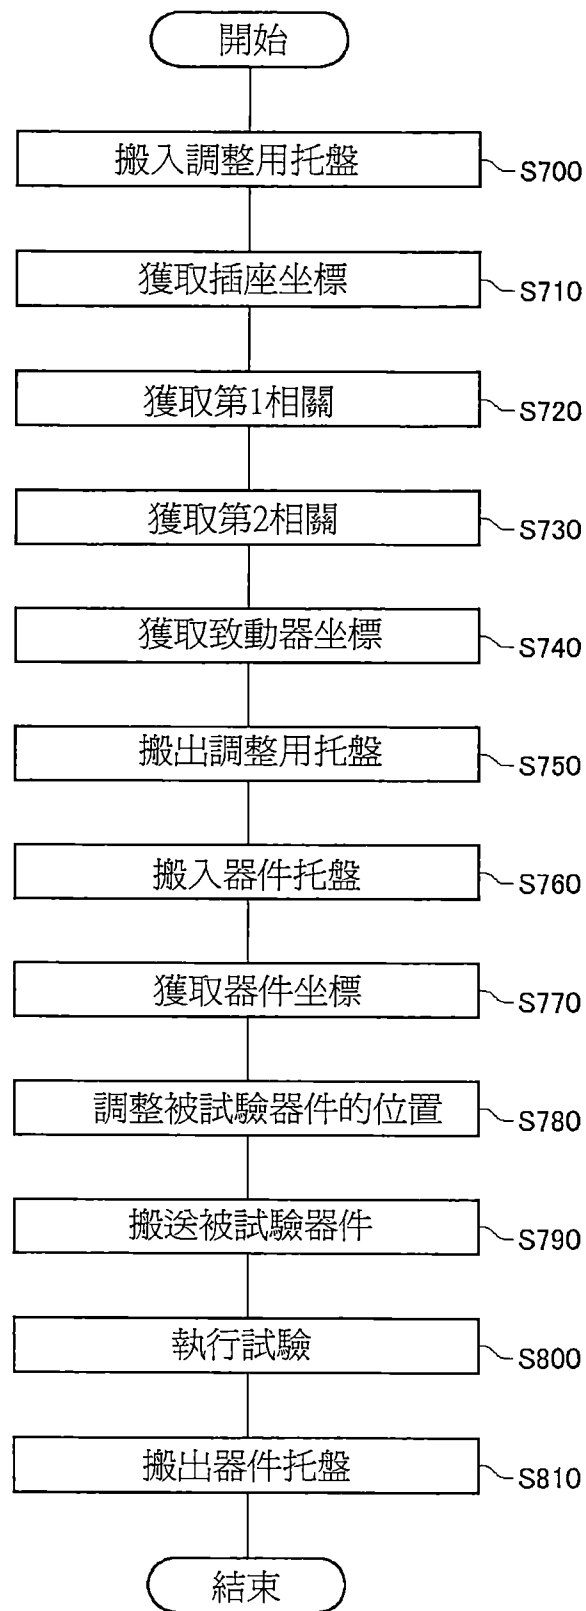 開始
搬入調整用托盤
S700
獲取插座坐標
S710
獲取第1相關
S720
獲取第2相關
S730
獲取致動器坐標
S740
搬出調整用托盤
S750
搬入器件托盤
S760
獲取器件坐標
S770
調整被試驗器件的位置
S780
搬送被試驗器件
S790
執行試驗
S800
搬出器件托盤
S810
結束